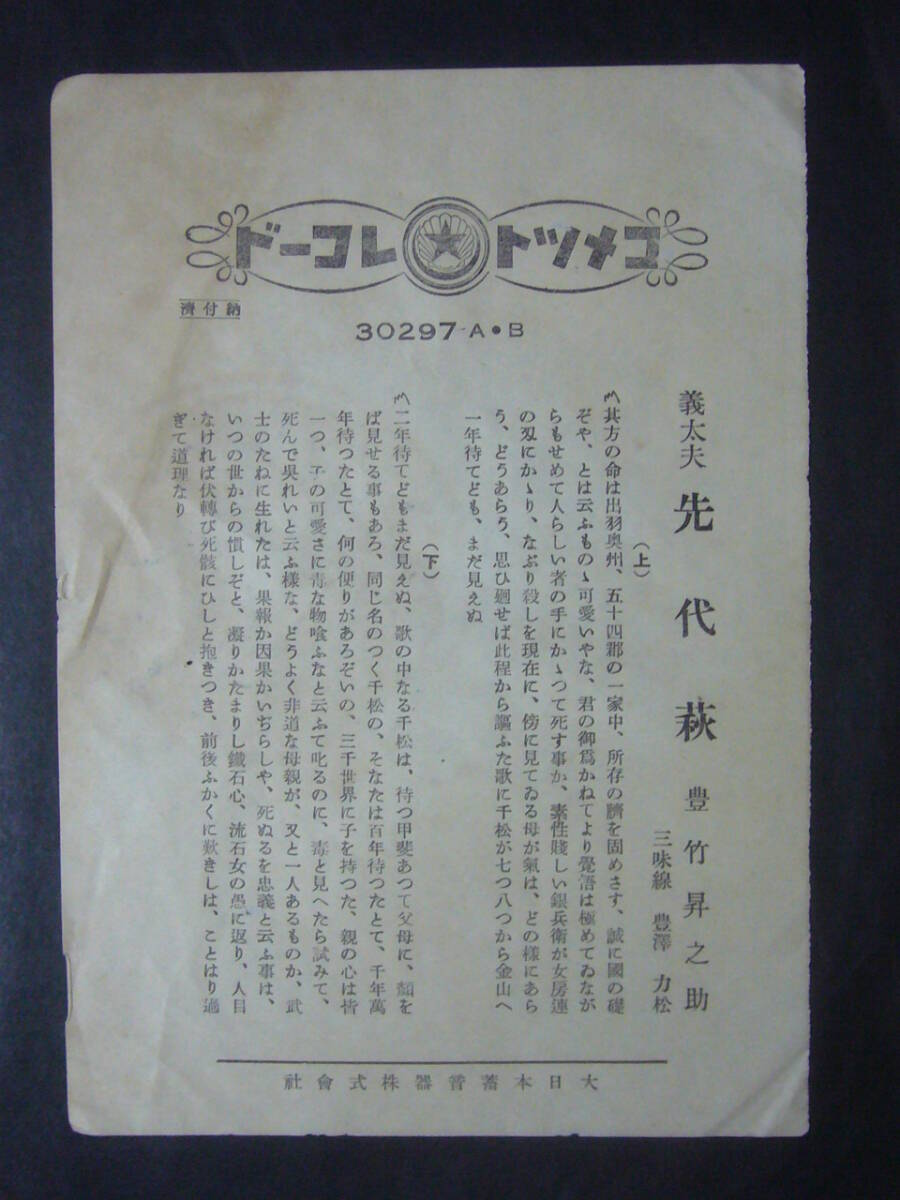 コメツトレコード
納付濟
30297-A•B
義太夫 先代萩 豊竹昇之助
三味線 豊澤力松
(上)
〽其方の命は出羽奥州、五十四郡の一家中、所存の臍を固めさす、誠に國の礎
ぞや、とは云ふものゝ可愛いやな、君の御爲かねてより覺悟は極めてゐなが
らもせめて人らしい者の手にかゝつて死す事か、素性賤しい銀兵衛が女房連
の刄にかゝり、なぶり殺しを現在に、傍に見てゐる母が氣は、どの様にあら
う、どうあらう、思ひ廻せば此程から謳ふた歌に千松が七つ八つから金山へ
一年待てども、まだ見えぬ
(下)
〽二年待てどもまだ見えぬ、歌の中なる千松は、待つ甲斐あつて父母に、顔を
ば見せる事もあろ、同じ名のつく千松の、そなたは百年待つたとて、千年萬
年待つたとて、何の便りがあろぞいの、三千世界に子を持つた、親の心は皆
一つ、子の可愛さに毒な物喰ふなと云ふて叱るのに、毒と見へたら試みて、
死んで呉れいと云ふ様な、どうよく非道な母親が、又と一人あるものか、武
士のたねに生れたは、果報か因果かいぢらしや、死ぬるを忠義と云ふ事は、
いつの世からの慣しぞと、凝りかたまりし鐵石心、流石女の愚に返り、人目
なければ伏轉び死骸にひしと抱きつき、前後ふかくに歎きしは、ことはり過
ぎて道理なり
大日本蓄管器株式會社